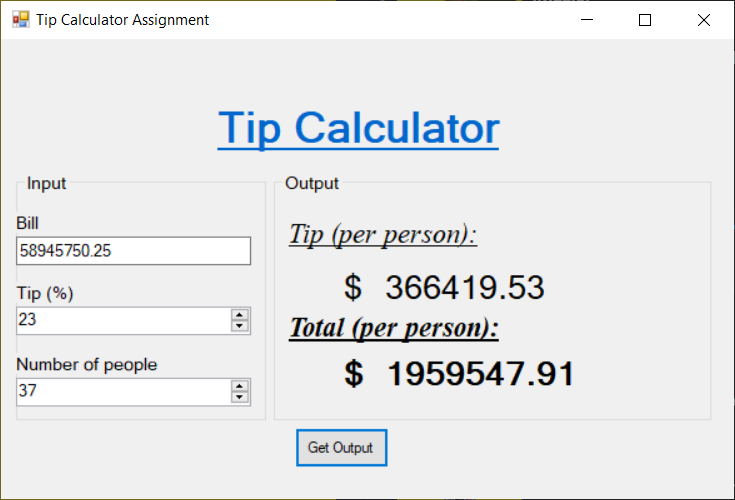 Tip Calculator Assignment
Tip Calculator
Input
Bill
58945750.25
Tip (%)
23
Number of people
37
Output
Tip (per person):
$ 366419.53
Total (per person):
$ 1959547.91
Get Output